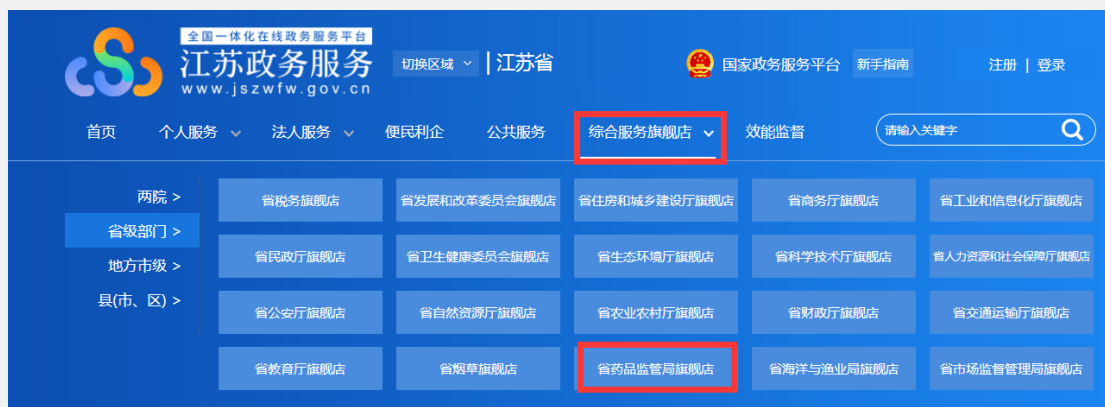 全国一体化在线政务服务平台
江苏政务服务
www.jszwfw.gov.cn
切换区域 江苏省 国家政务服务平台 新手指南 注册 | 登录
首页 个人服务 法人服务 便民利企 公共服务 综合服务旗舰店 效能监督 请输入关键字
两院 > 省税务旗舰店 省发展和改革委员会旗舰店 省住房和城乡建设厅旗舰店 省商务厅旗舰店 省工业和信息化厅旗舰店
省级部门 >
地方市级 > 省民政厅旗舰店 省卫生健康委员会旗舰店 省生态环境厅旗舰店 省科学技术厅旗舰店 省人力资源和社会保障厅旗舰店
县(市、区) > 省公安厅旗舰店 省自然资源厅旗舰店 省农业农村厅旗舰店 省财政厅旗舰店 省交通运输厅旗舰店
省教育厅旗舰店 省烟草旗舰店 省药品监管局旗舰店 省海洋与渔业局旗舰店 省市场监督管理局旗舰店